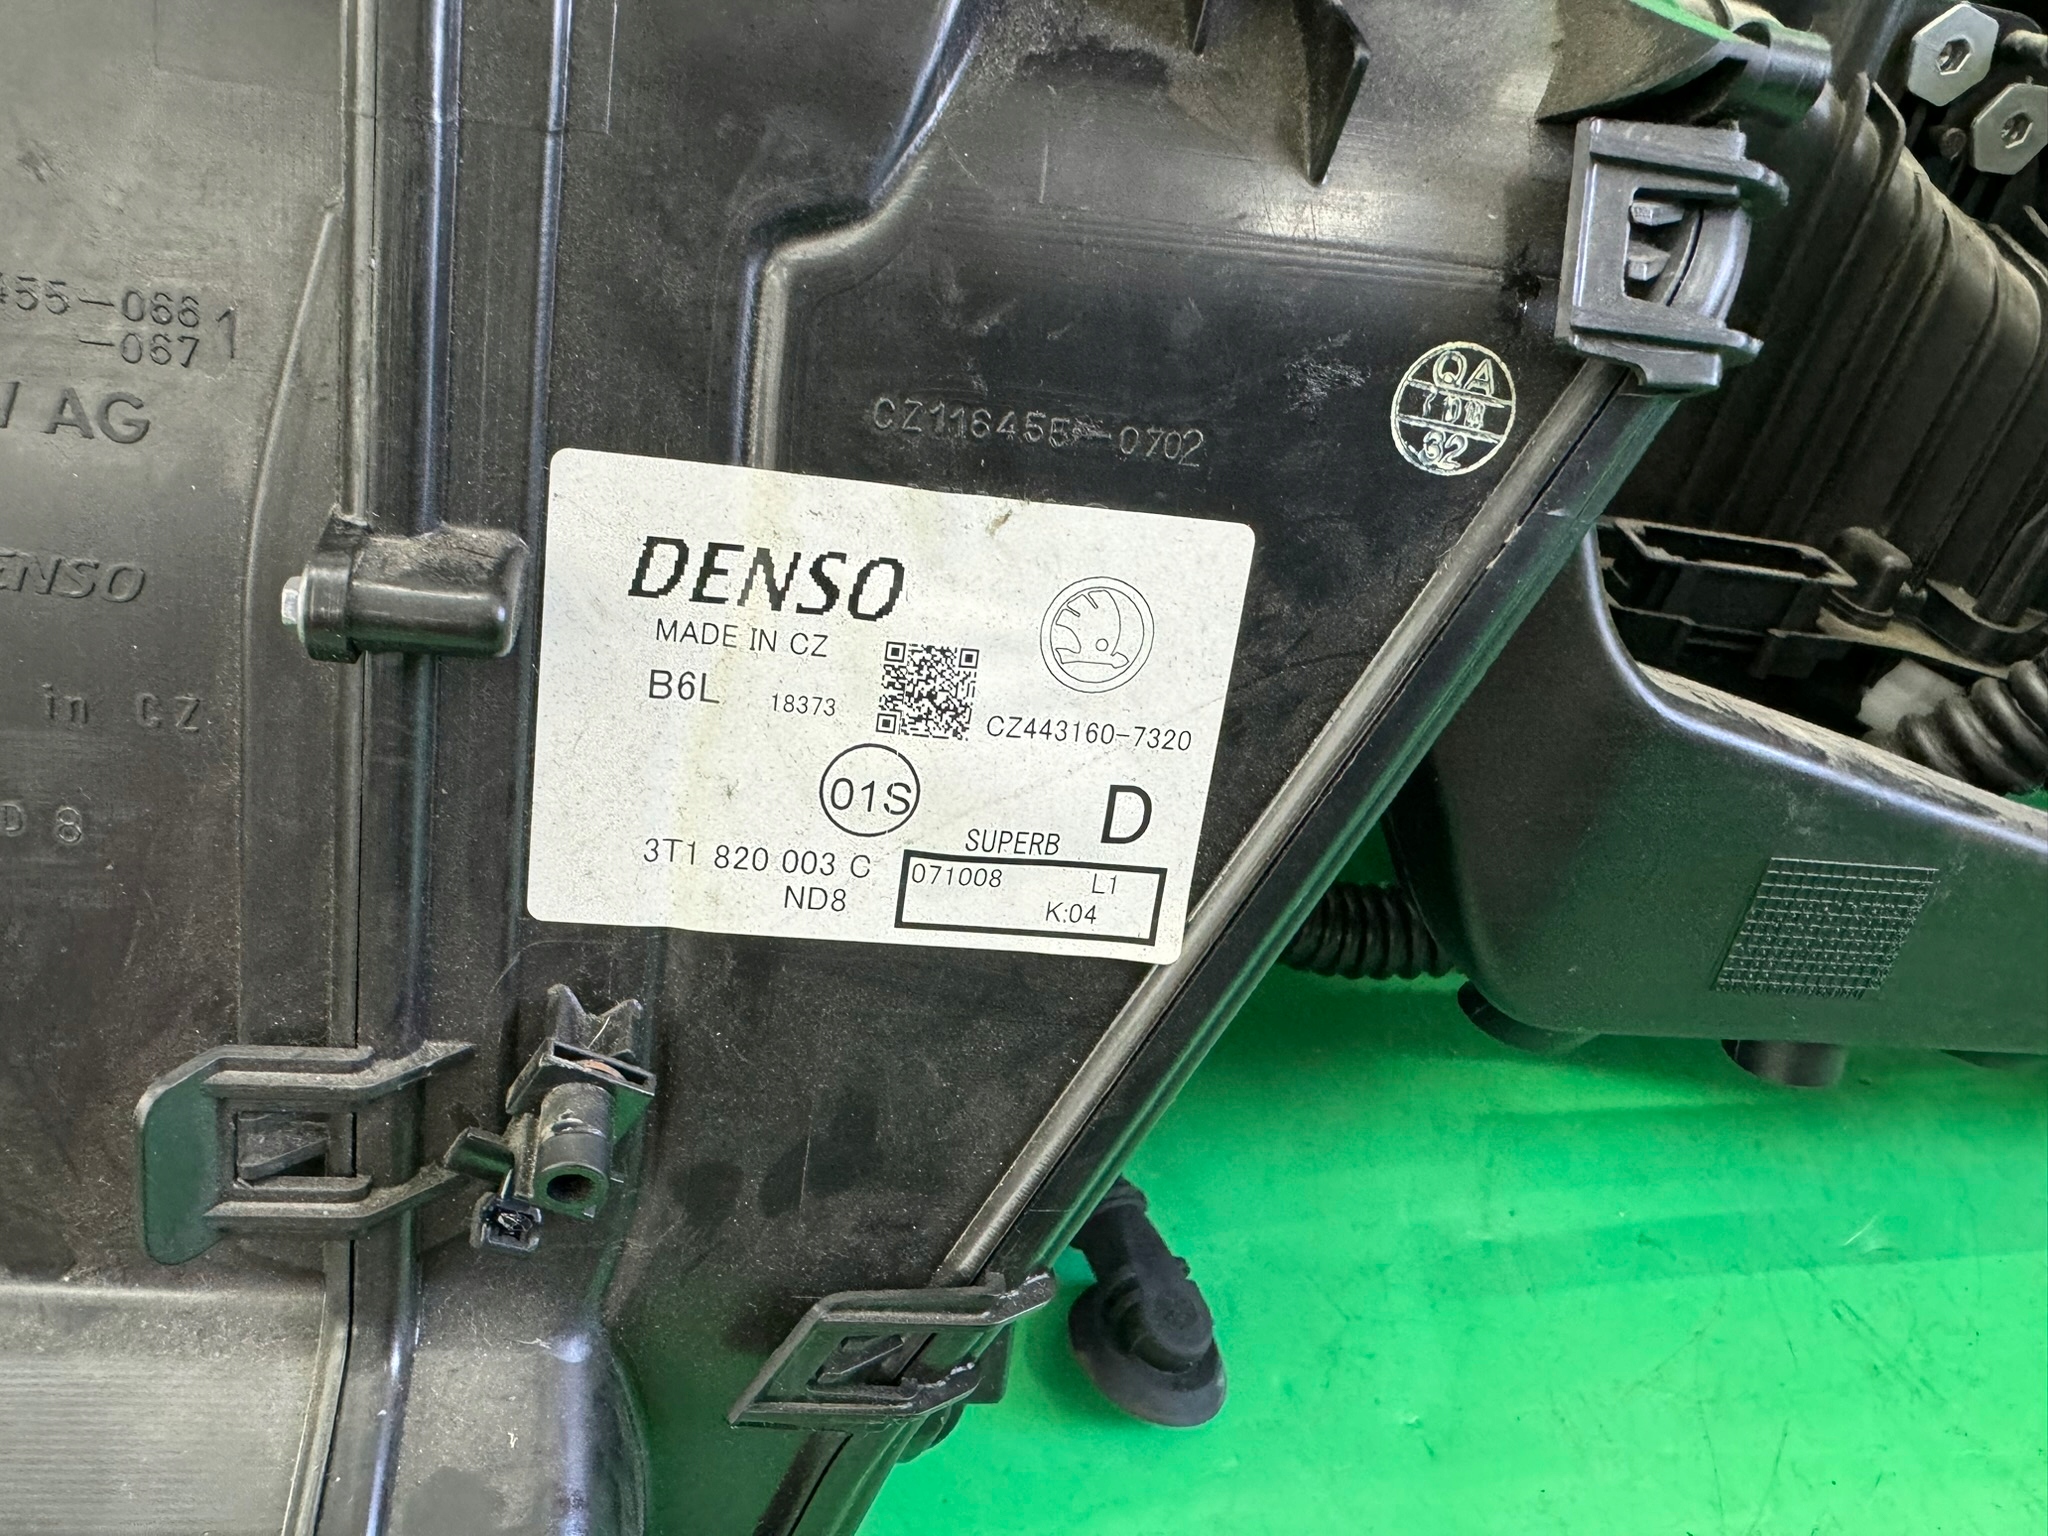 455-066 1
-067
AG
CZ116455-0702
QA
32
DENSO
MADE IN CZ
B6L 18373
CZ443160-7320
01S
D
SUPERB
3T1 820 003 C
ND8
071008 L1
K:04
ENSO
in CZ
D 8